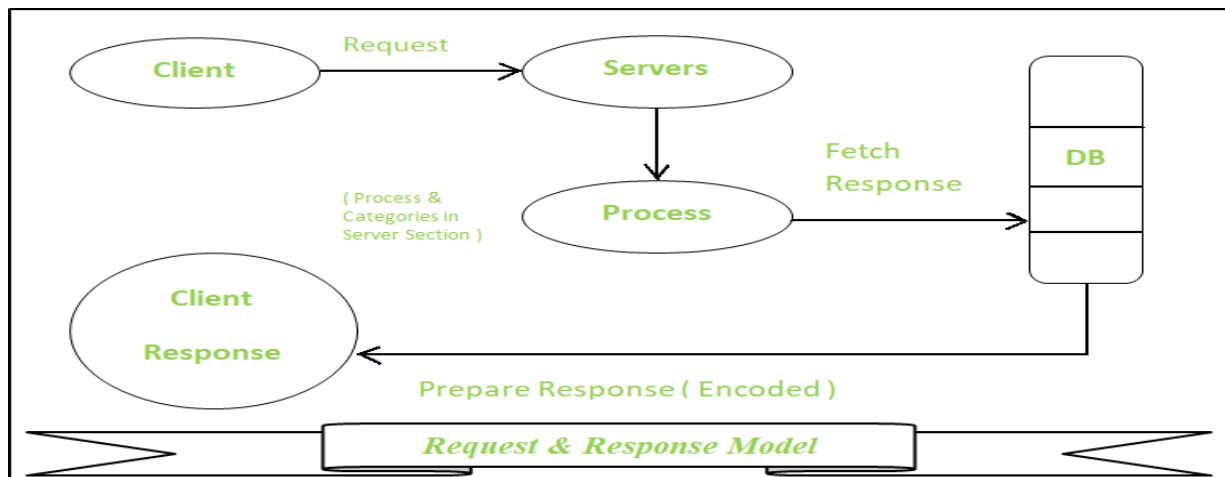 Request
Client
Servers
Fetch
Response
DB
( Process &
Categories in
Server Section )
Process
Client
Response
Prepare Response ( Encoded )
Request & Response Model